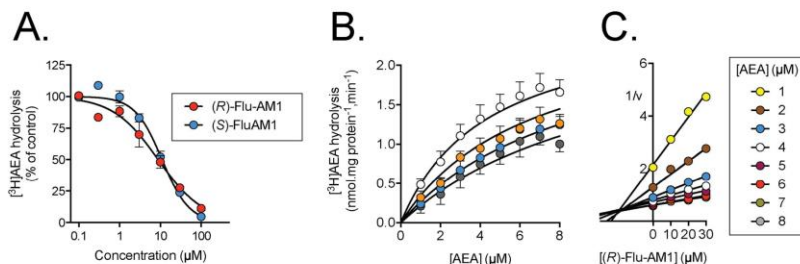 A.
[³H]AEA hydrolysis
(% of control)
125
100
75
50
25
0
0.1
1
10
100
Concentration (µM)
(R)-Flu-AM1
(S)-FluAM1
B.
[³H]AEA hydrolysis
(nmol.mg protein⁻¹.min⁻¹)
2.0
1.5
1.0
0.5
0.0
0
2
4
6
8
[AEA] (µM)
C.
1/v
6
4
2
0
10
20
30
[(R)-Flu-AM1] (µM)
[AEA] (µM)
1
2
3
4
5
6
7
8